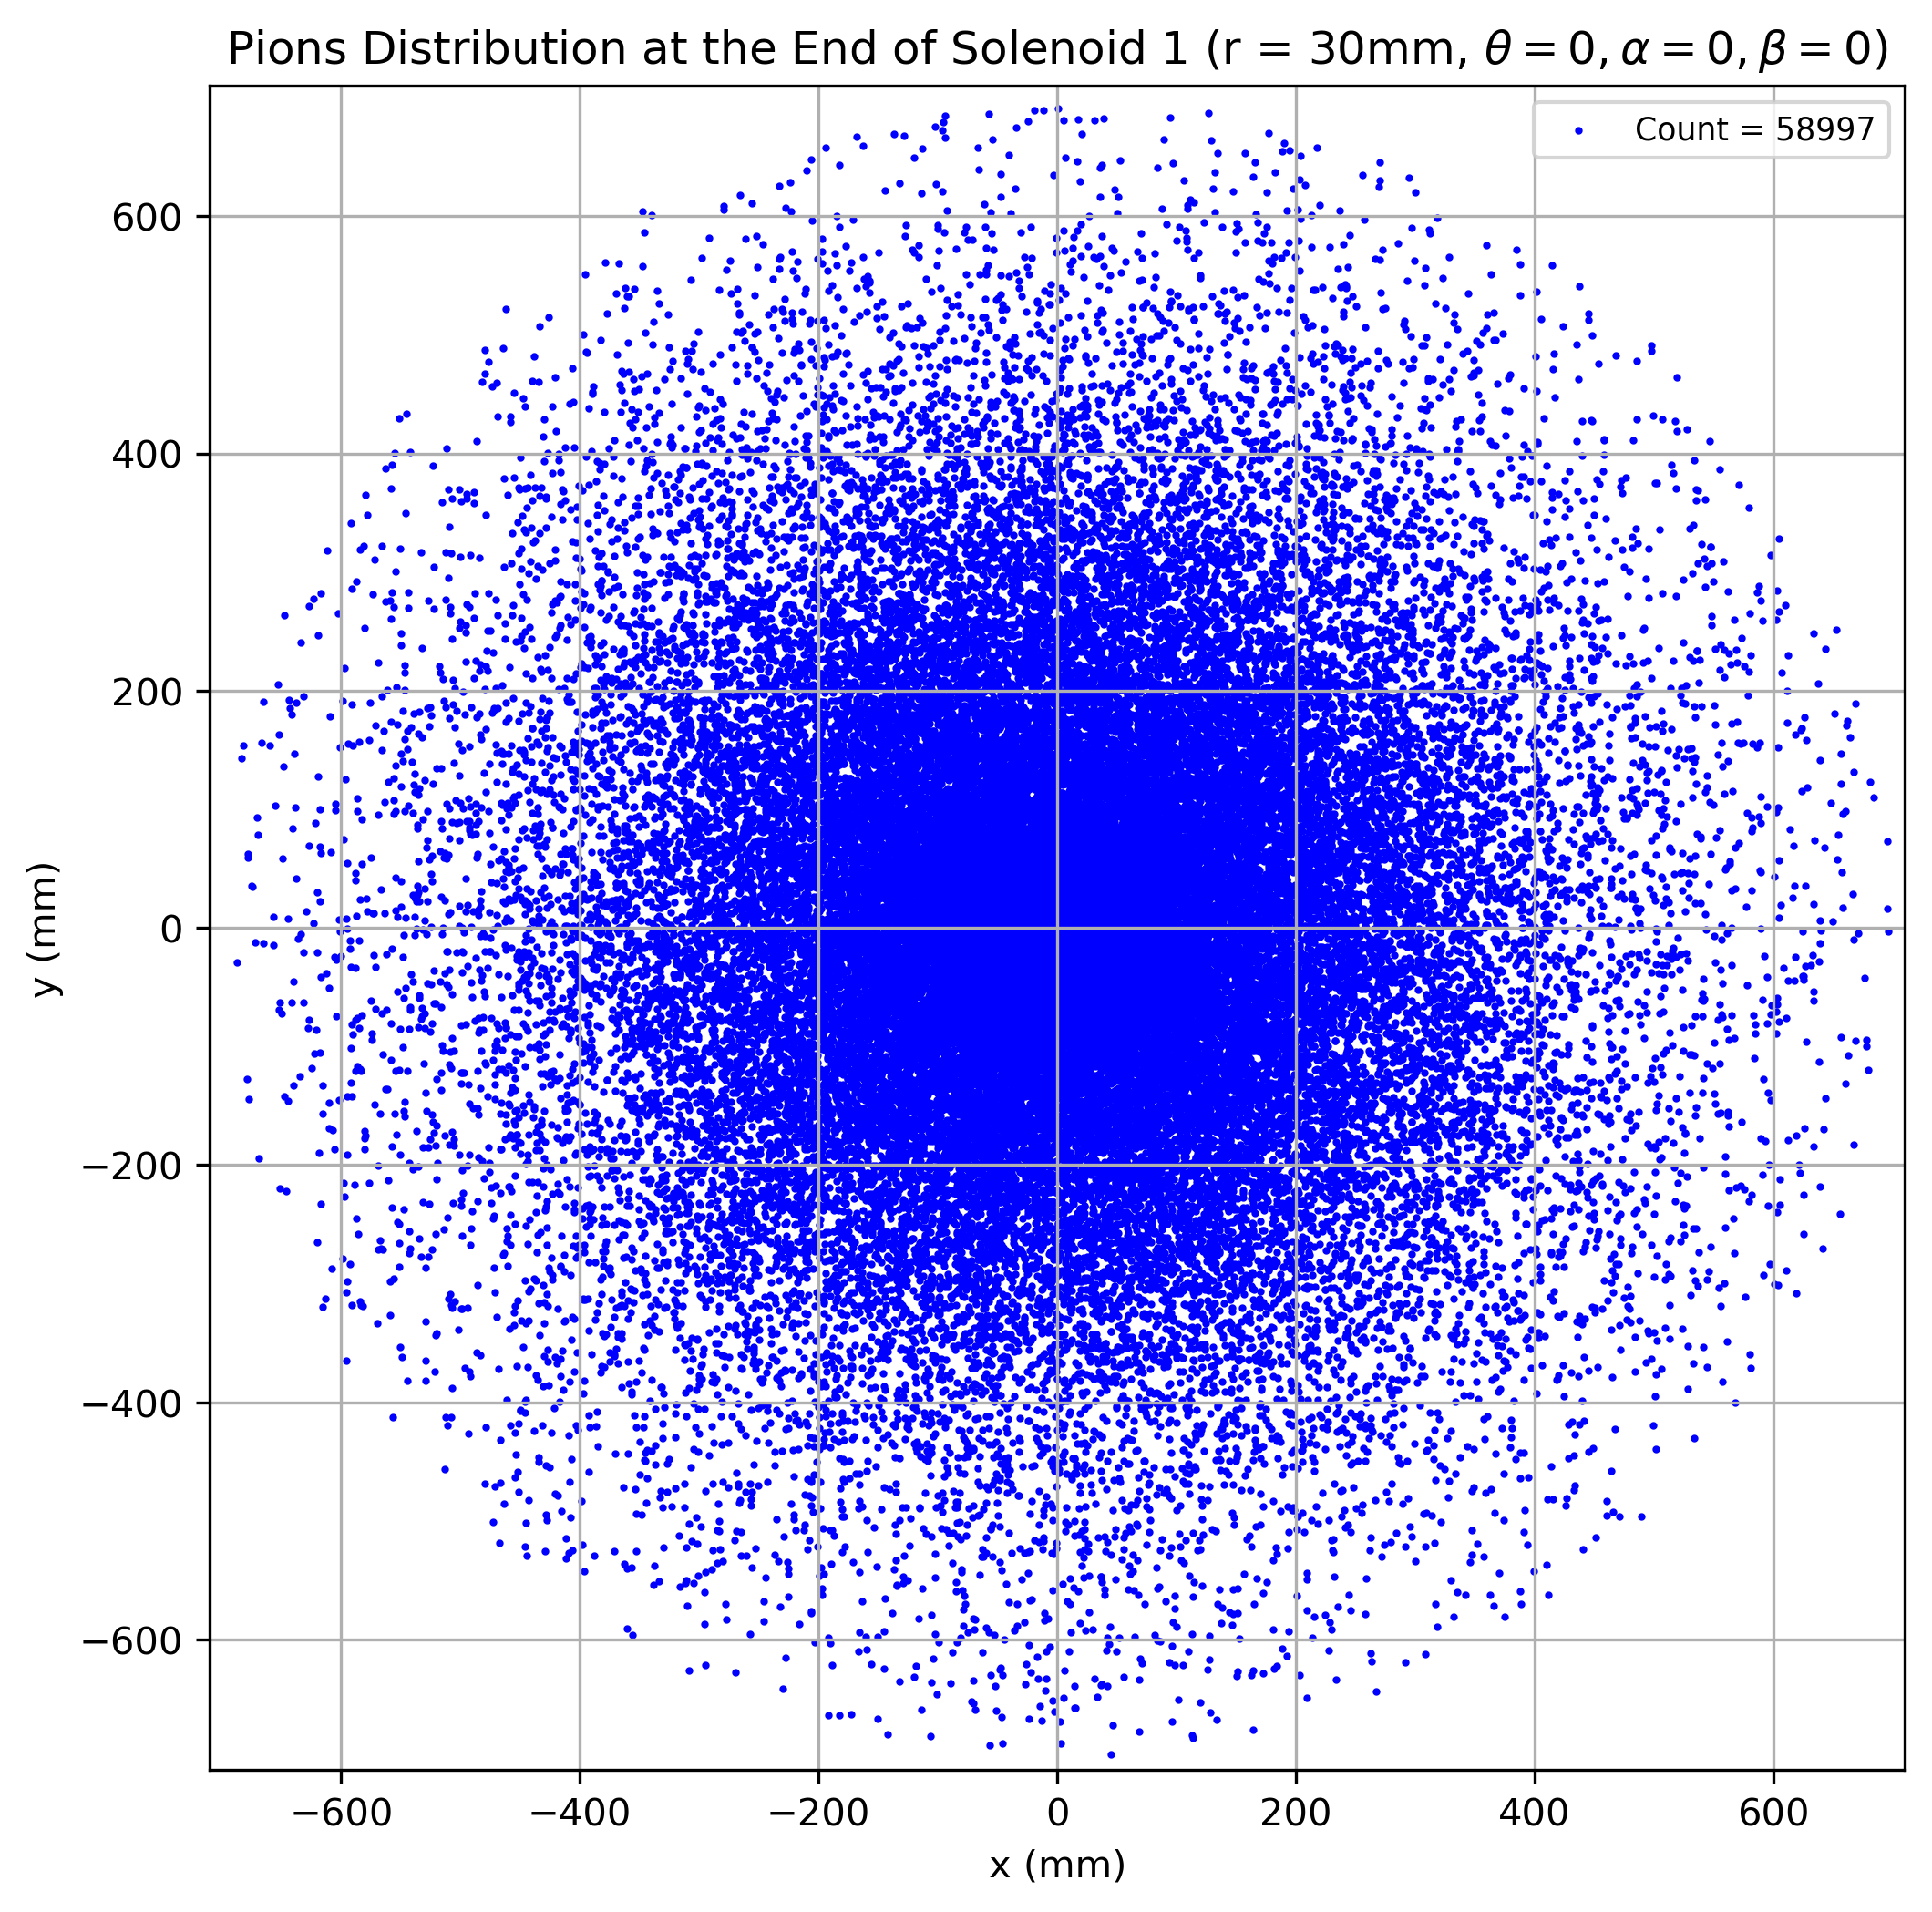 Pions Distribution at the End of Solenoid 1 (r = 30mm, θ = 0, α = 0, β = 0)
Count = 58997
600
400
200
0
−200
−400
−600
y (mm)
−600 −400 −200 0 200 400 600
x (mm)